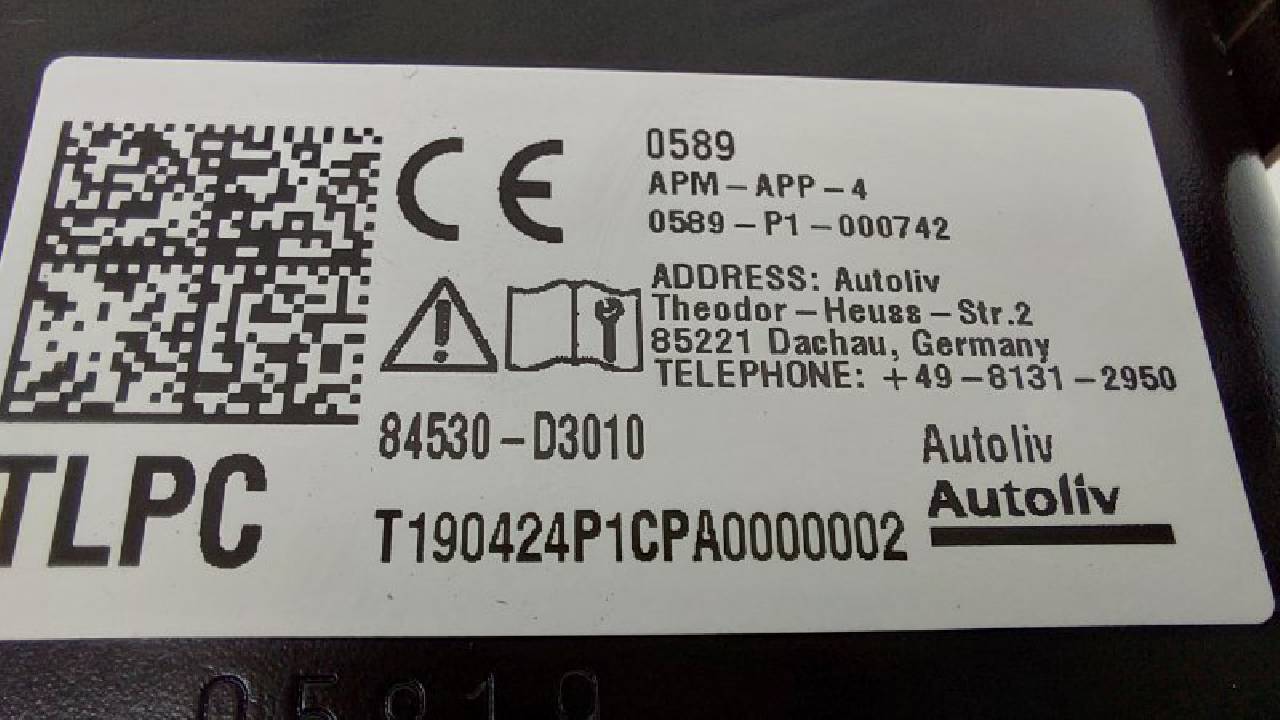 CE
0589
APM-APP-4
0589-P1-000742
ADDRESS: Autoliv
Theodor-Heuss-Str.2
85221 Dachau, Germany
TELEPHONE: +49-8131-2950
84530-D3010
TLPC
T190424P1CPA0000002
Autoliv
Autoliv